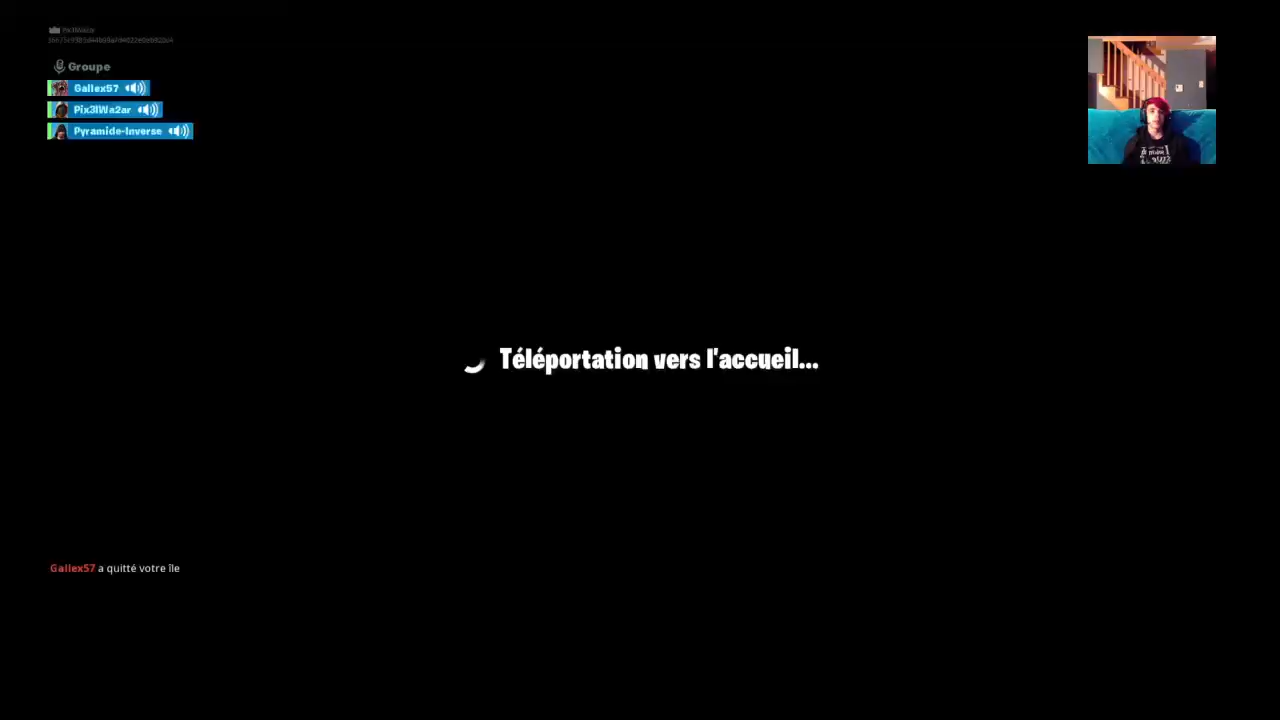 Groupe
Gallex57
Pix3lWa2ar
Pyramide-Inverse
Téléportation vers l'accueil...
Gallex57 a quitté votre île